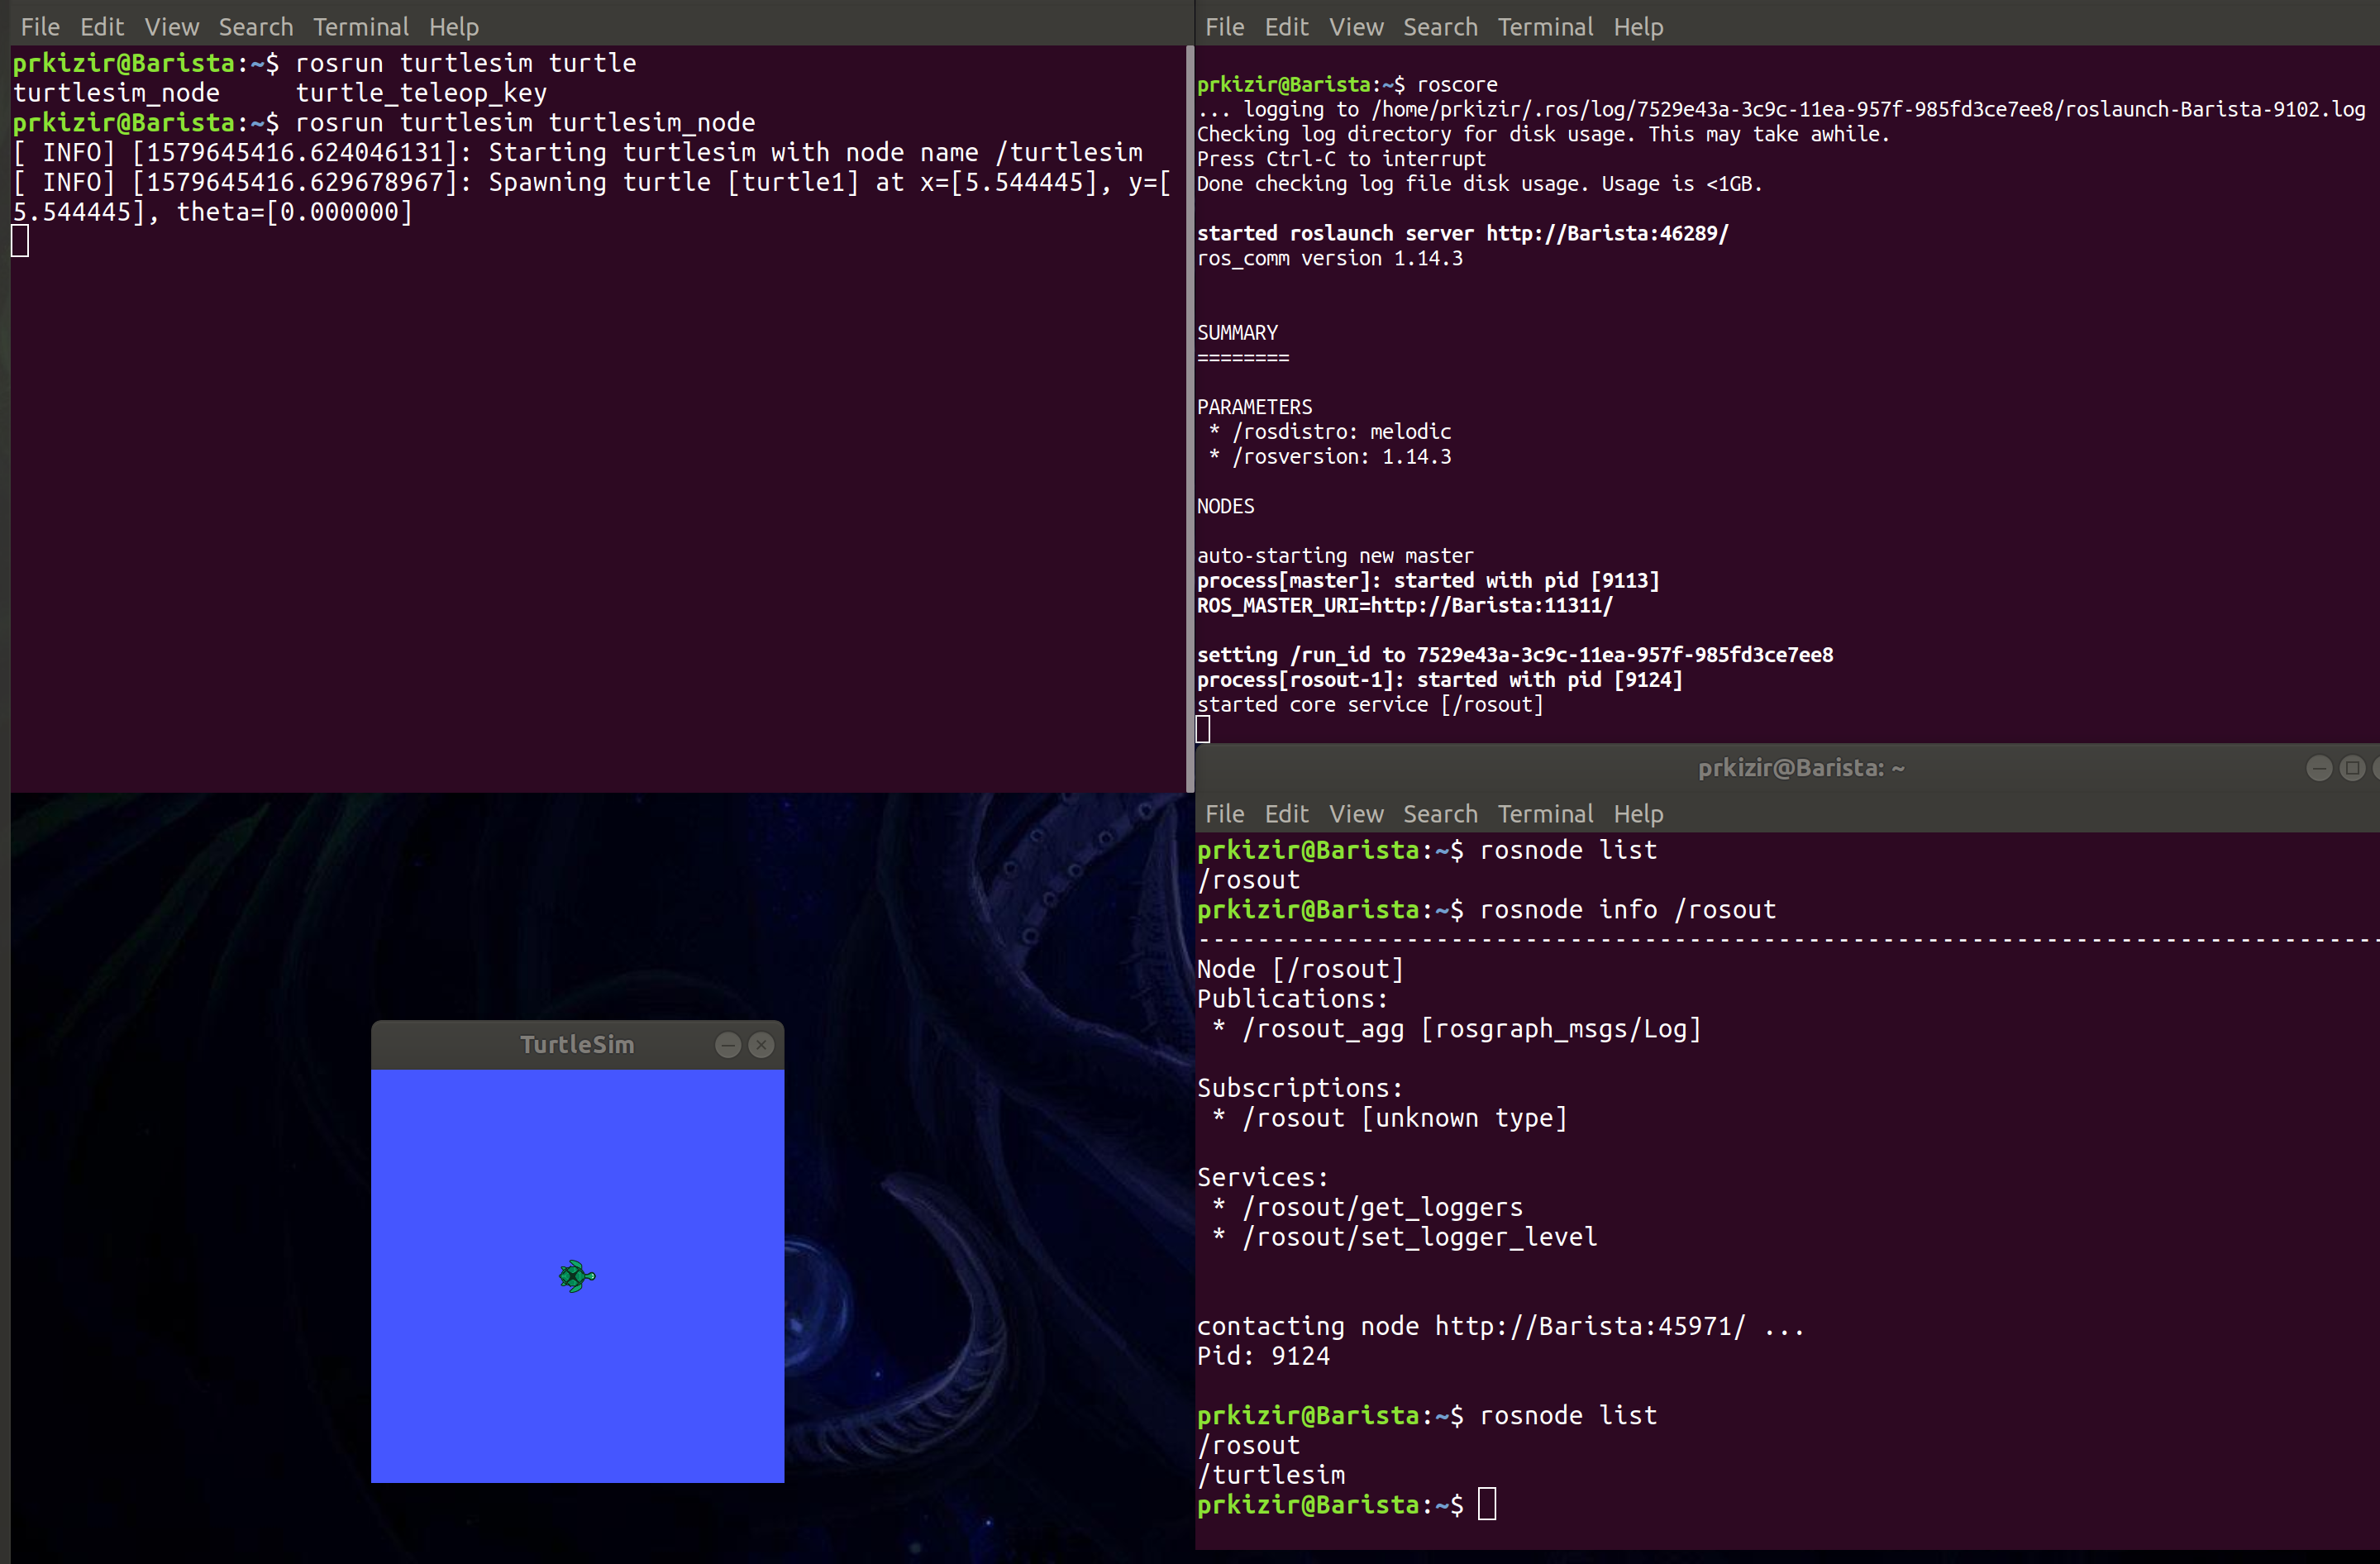 File Edit View Search Terminal Help
prkizir@Barista:~$ rosrun turtlesim turtle
turtlesim_node     turtle_teleop_key
prkizir@Barista:~$ rosrun turtlesim turtlesim_node
[ INFO] [1579645416.624046131]: Starting turtlesim with node name /turtlesim
[ INFO] [1579645416.629678967]: Spawning turtle [turtle1] at x=[5.544445], y=[
5.544445], theta=[0.000000]
File Edit View Search Terminal Help
prkizir@Barista:~$ roscore
... logging to /home/prkizir/.ros/log/7529e43a-3c9c-11ea-957f-985fd3ce7ee8/roslaunch-Barista-9102.log
Checking log directory for disk usage. This may take awhile.
Press Ctrl-C to interrupt
Done checking log file disk usage. Usage is <1GB.
started roslaunch server http://Barista:46289/
ros_comm version 1.14.3
SUMMARY
========
PARAMETERS
 * /rosdistro: melodic
 * /rosversion: 1.14.3
NODES
auto-starting new master
process[master]: started with pid [9113]
ROS_MASTER_URI=http://Barista:11311/
setting /run_id to 7529e43a-3c9c-11ea-957f-985fd3ce7ee8
process[rosout-1]: started with pid [9124]
started core service [/rosout]
prkizir@Barista: ~
File Edit View Search Terminal Help
prkizir@Barista:~$ rosnode list
/rosout
prkizir@Barista:~$ rosnode info /rosout
--------------------------------------------------------------------------------
Node [/rosout]
Publications:
 * /rosout_agg [rosgraph_msgs/Log]
Subscriptions:
 * /rosout [unknown type]
Services:
 * /rosout/get_loggers
 * /rosout/set_logger_level
contacting node http://Barista:45971/ ...
Pid: 9124
prkizir@Barista:~$ rosnode list
/rosout
/turtlesim
prkizir@Barista:~$
TurtleSim